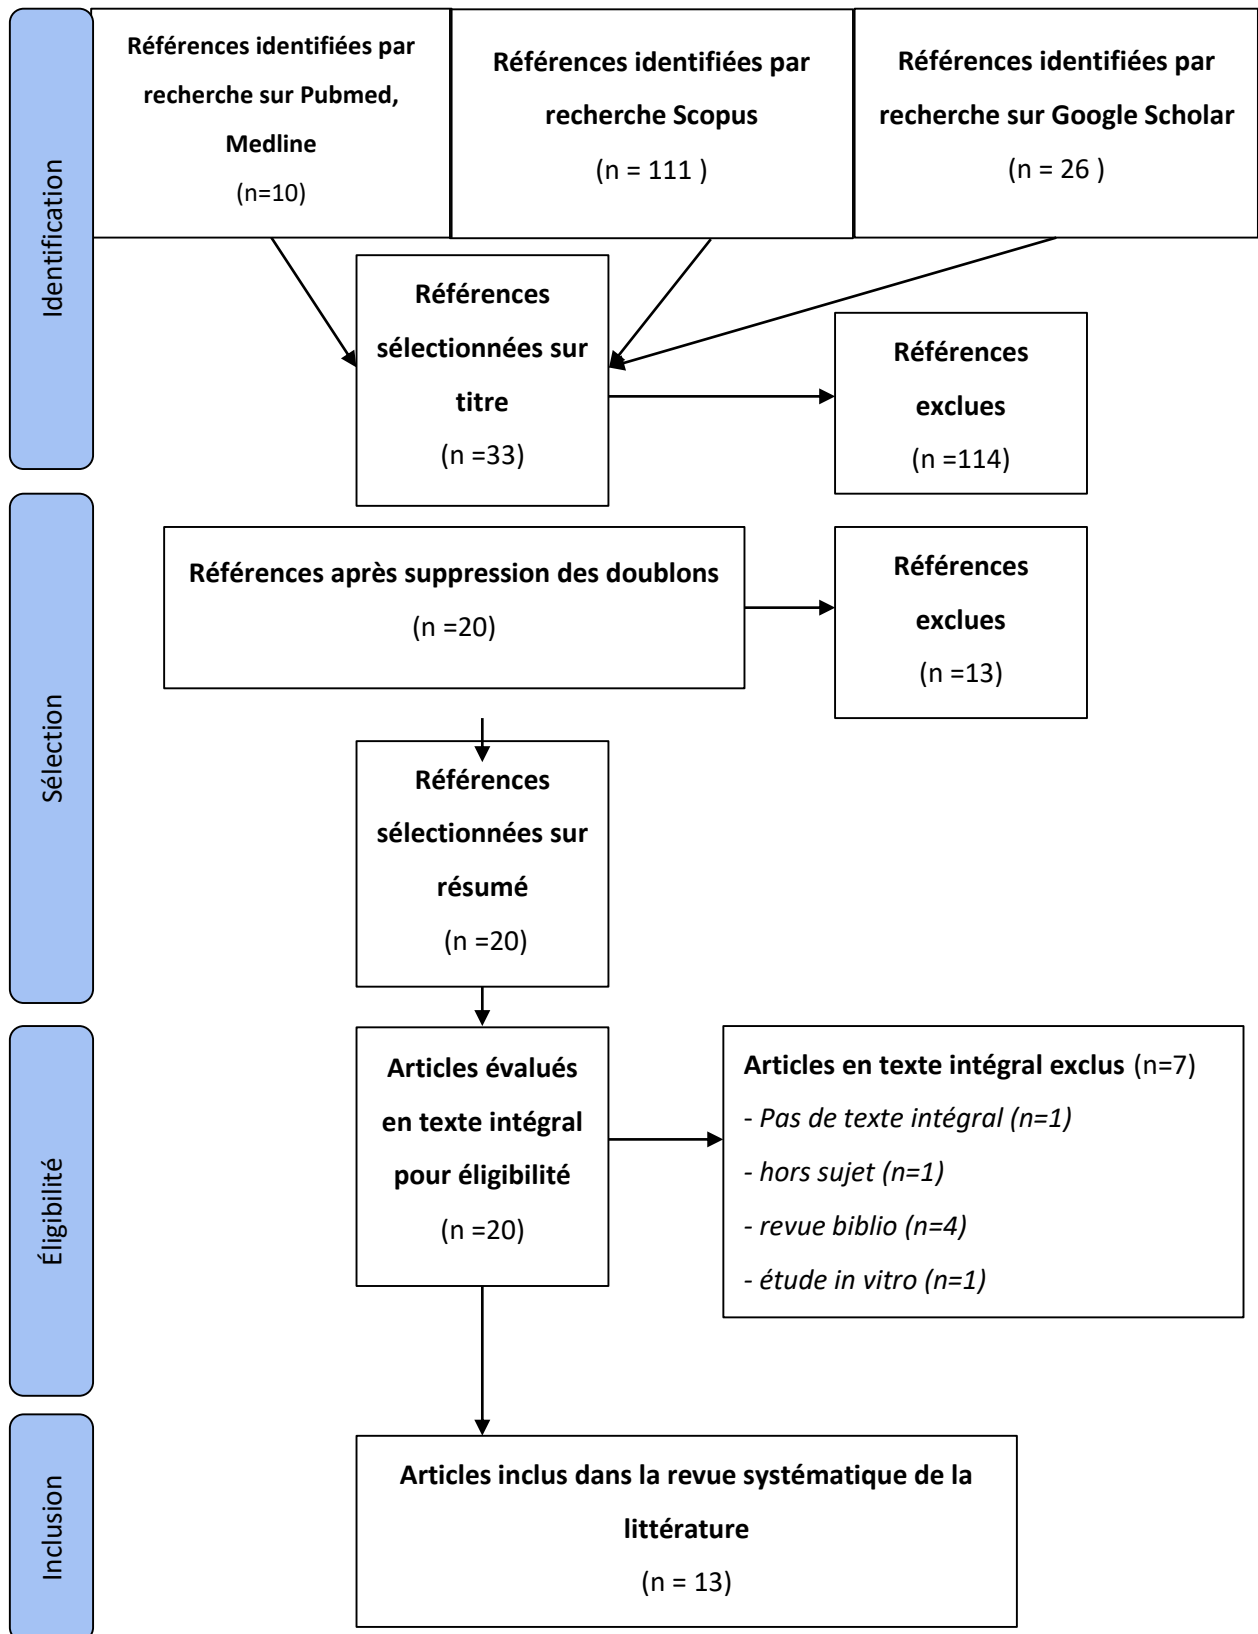 Identification
Références identifiées par
recherche sur Pubmed,
Medline
(n=10)
Références identifiées par
recherche Scopus
(n = 111 )
Références identifiées par
recherche sur Google Scholar
(n = 26 )
Références
sélectionnées sur
titre
(n =33)
Références
exclues
(n =114)
Sélection
Références après suppression des doublons
(n =20)
Références
exclues
(n =13)
Références
sélectionnées sur
résumé
(n =20)
Éligibilité
Articles évalués
en texte intégral
pour éligibilité
(n =20)
Articles en texte intégral exclus (n=7)
- Pas de texte intégral (n=1)
- hors sujet (n=1)
- revue biblio (n=4)
- étude in vitro (n=1)
Inclusion
Articles inclus dans la revue systématique de la
littérature
(n = 13)